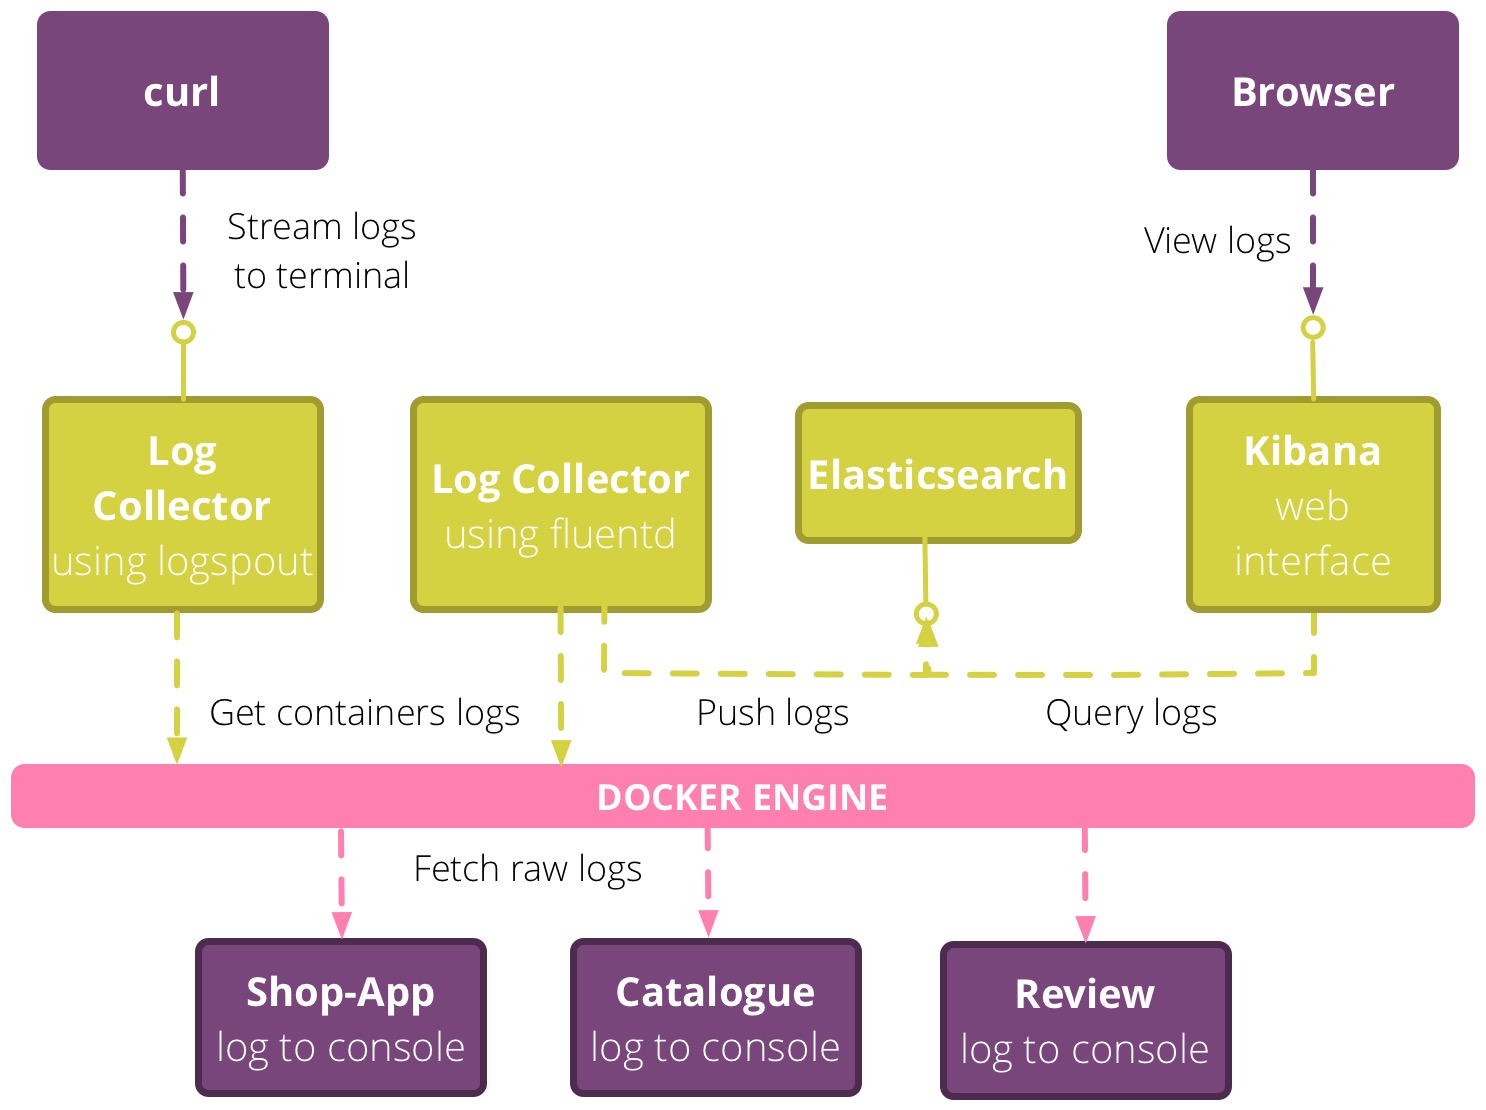 curl
Browser
Stream logs
to terminal
View logs
Log
Collector
using logspout
Log Collector
using fluentd
Elasticsearch
Kibana
web
interface
Get containers logs
Push logs
Query logs
DOCKER ENGINE
Fetch raw logs
Shop-App
log to console
Catalogue
log to console
Review
log to console